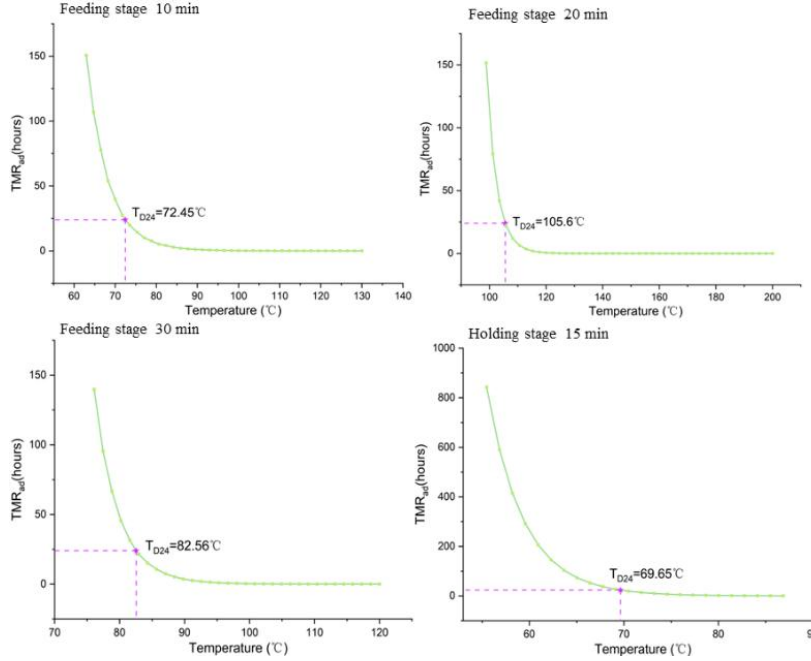 Feeding stage 10 min
150
100
50
0
TMRad(hours)
TD24=72.45℃
60 70 80 90 100 110 120 130 140
Temperature (℃)
Feeding stage 20 min
150
100
50
0
TMRad(hours)
TD24=105.6℃
100 120 140 160 180 200
Temperature (℃)
Feeding stage 30 min
150
100
50
0
TMRad(hours)
TD24=82.56℃
70 80 90 100 110 120
Temperature (℃)
Holding stage 15 min
1000
800
600
400
200
0
TMRad(hours)
TD24=69.65℃
60 70 80 9
Temperature (℃)